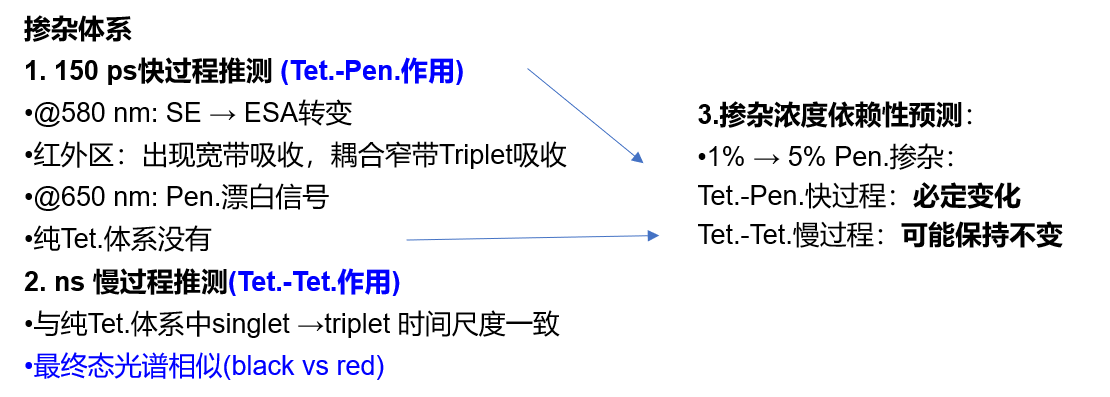 掺杂体系
1. 150 ps快过程推测 (Tet.-Pen.作用)
•@580 nm: SE → ESA转变
•红外区：出现宽带吸收，耦合窄带Triplet吸收
•@650 nm: Pen.漂白信号
•纯Tet.体系没有
2. ns 慢过程推测(Tet.-Tet.作用)
•与纯Tet.体系中singlet →triplet 时间尺度一致
•最终态光谱相似(black vs red)
3.掺杂浓度依赖性预测：
•1% → 5% Pen.掺杂：
Tet.-Pen.快过程：必定变化
Tet.-Tet.慢过程：可能保持不变